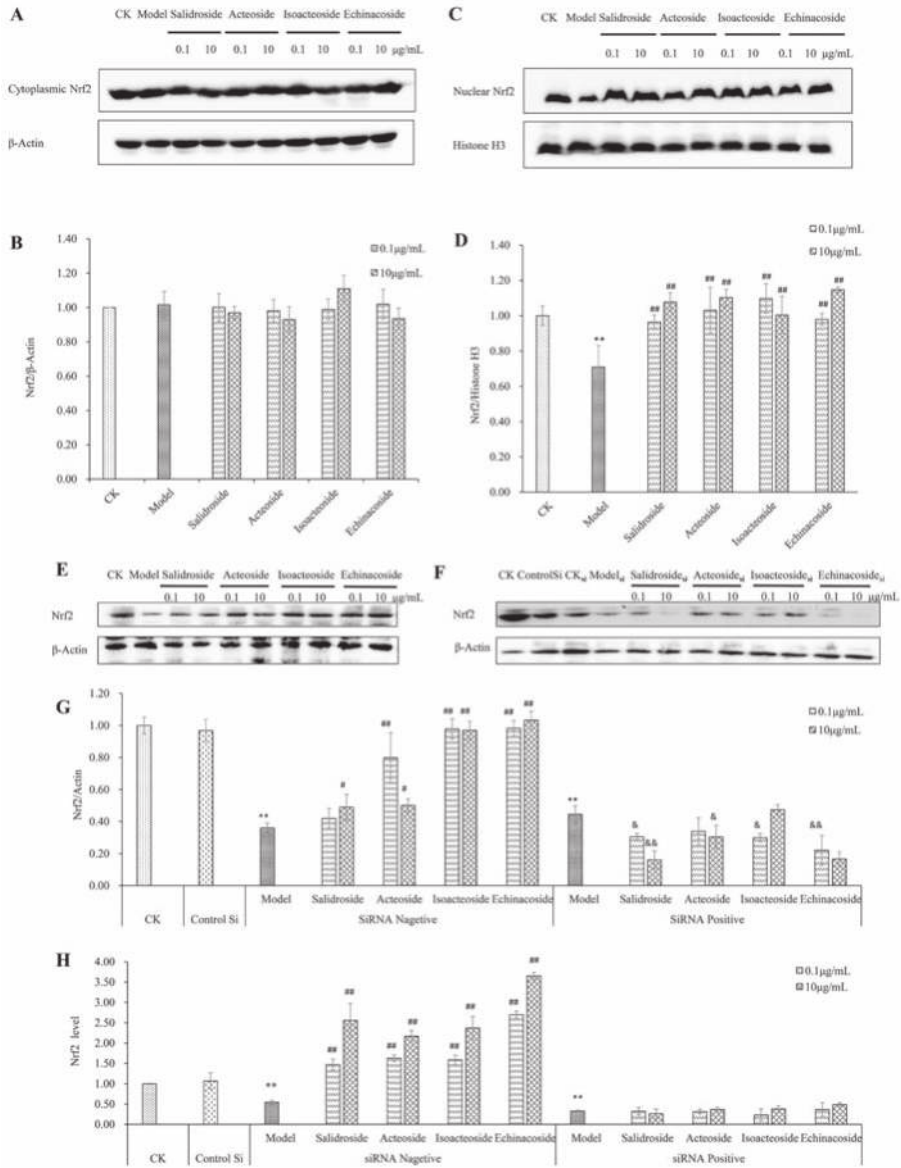 A
CK Model Salidroside Acteoside Isoacteoside Echinacoside
0.1 10 0.1 10 0.1 10 0.1 10 μg/mL
Cytoplasmic Nrf2
β-Actin
C
CK Model Salidroside Acteoside Isoacteoside Echinacoside
0.1 10 0.1 10 0.1 10 0.1 10 μg/mL
Nuclear Nrf2
Histone H3
B
Nrf2/β-Actin
1.40
1.20
1.00
0.80
0.60
0.40
0.20
0.00
0.1μg/mL
10μg/mL
CK Model Salidroside Acteoside Isoacteoside Echinacoside
D
Nrf2/Histone H3
1.40
1.20
1.00
0.80
0.60
0.40
0.20
0.00
0.1μg/mL
10μg/mL
** ## ## ## ## ## ## ## ##
CK Model Salidroside Acteoside Isoacteoside Echinacoside
E
CK Model Salidroside Acteoside Isoacteoside Echinacoside
0.1 10 0.1 10 0.1 10 0.1 10 μg/mL
Nrf2
β-Actin
F
CK ControlSi CKsi Modelsi Salidrosidesi Acteosidesi Isoacteosidesi Echinacosidesi
0.1 10 0.1 10 0.1 10 0.1 10 μg/mL
Nrf2
β-Actin
G
Nrf2/Actin
1.20
1.00
0.80
0.60
0.40
0.20
0.00
0.1μg/mL
10μg/mL
** # ## # ## ## ## ## ** & && & & &&
Model Salidroside Acteoside Isoacteoside Echinacoside Model Salidroside Acteoside Isoacteoside Echinacoside
CK Control Si SiRNA Nagetive SiRNA Positive
H
Nrf2 level
4.00
3.50
3.00
2.50
2.00
1.50
1.00
0.50
0.00
0.1μg/mL
10μg/mL
** ## ## ## ## ## ## ## ## **
Model Salidroside Acteoside Isoacteoside Echinacoside Model Salidroside Acteoside Isoacteoside Echinacoside
CK Control Si siRNA Nagetive siRNA Positive